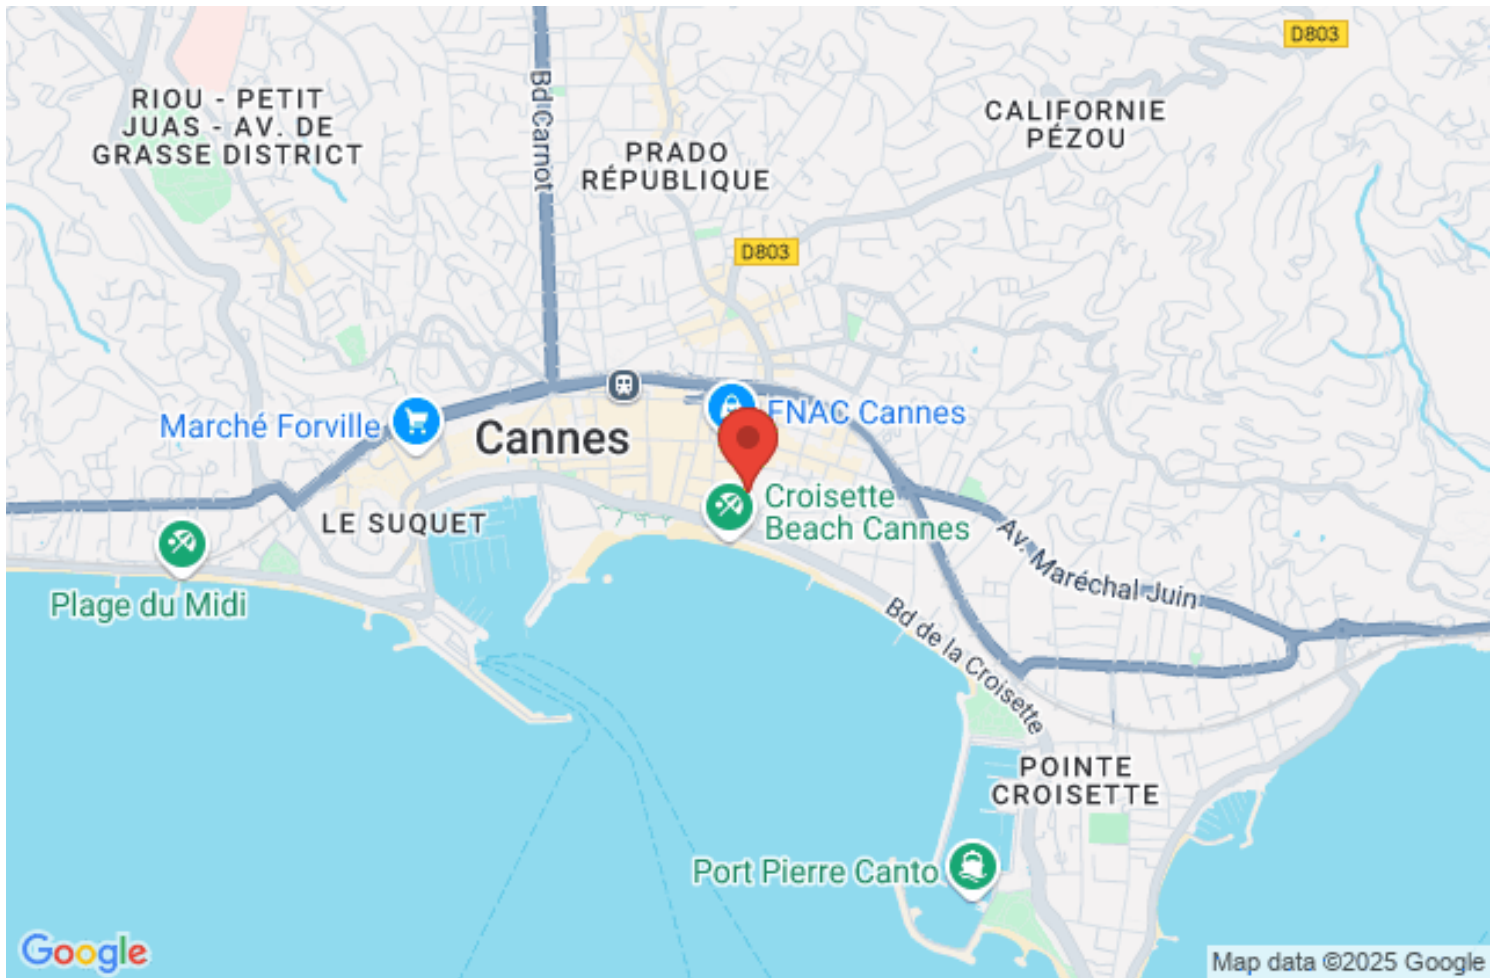 D803
RIOU - PETIT
JUAS - AV. DE
GRASSE DISTRICT
Bd Carnot
PRADO
RÉPUBLIQUE
CALIFORNIE
PÉZOU
D803
Marché Forville
Cannes
FNAC Cannes
LE SUQUET
Croisette
Beach Cannes
Plage du Midi
Av. Maréchal Juin
Bd de la Croisette
POINTE
CROISETTE
Port Pierre Canto
Google
Map data ©2025 Google